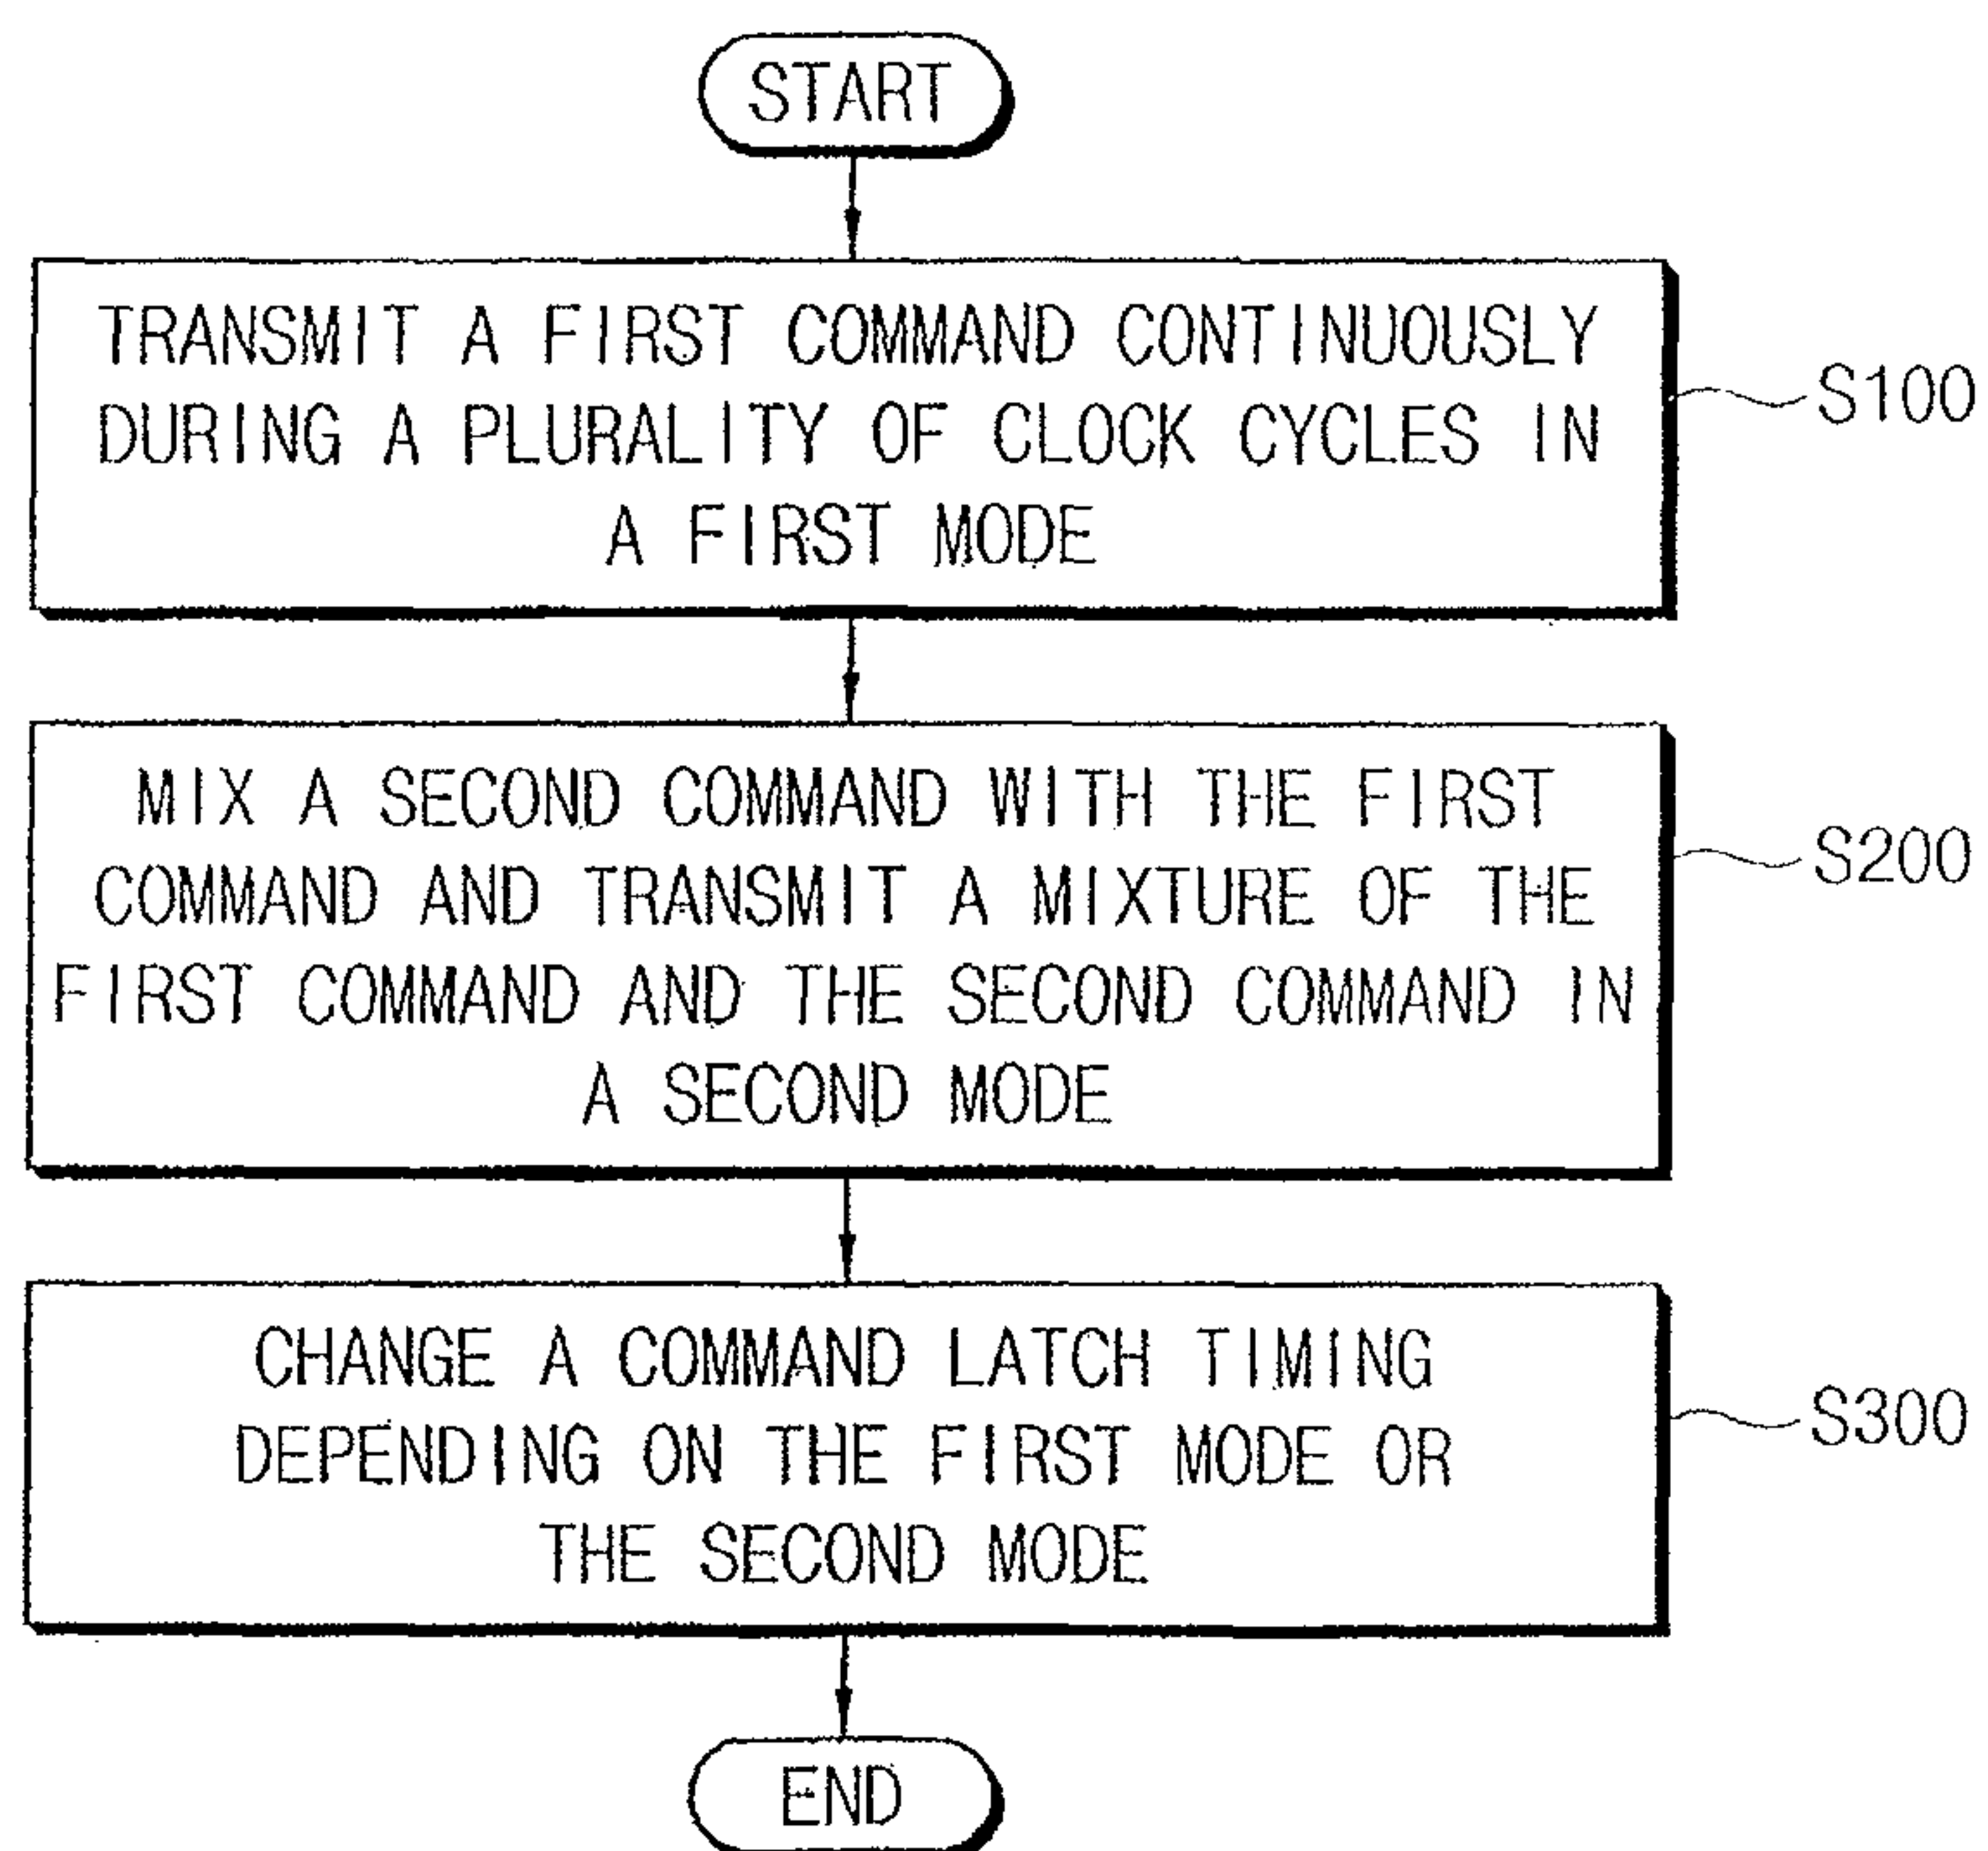 START
TRANSMIT A FIRST COMMAND CONTINUOUSLY
DURING A PLURALITY OF CLOCK CYCLES IN
A FIRST MODE
S100
MIX A SECOND COMMAND WITH THE FIRST
COMMAND AND TRANSMIT A MIXTURE OF THE
FIRST COMMAND AND THE SECOND COMMAND IN
A SECOND MODE
S200
CHANGE A COMMAND LATCH TIMING
DEPENDING ON THE FIRST MODE OR
THE SECOND MODE
S300
END